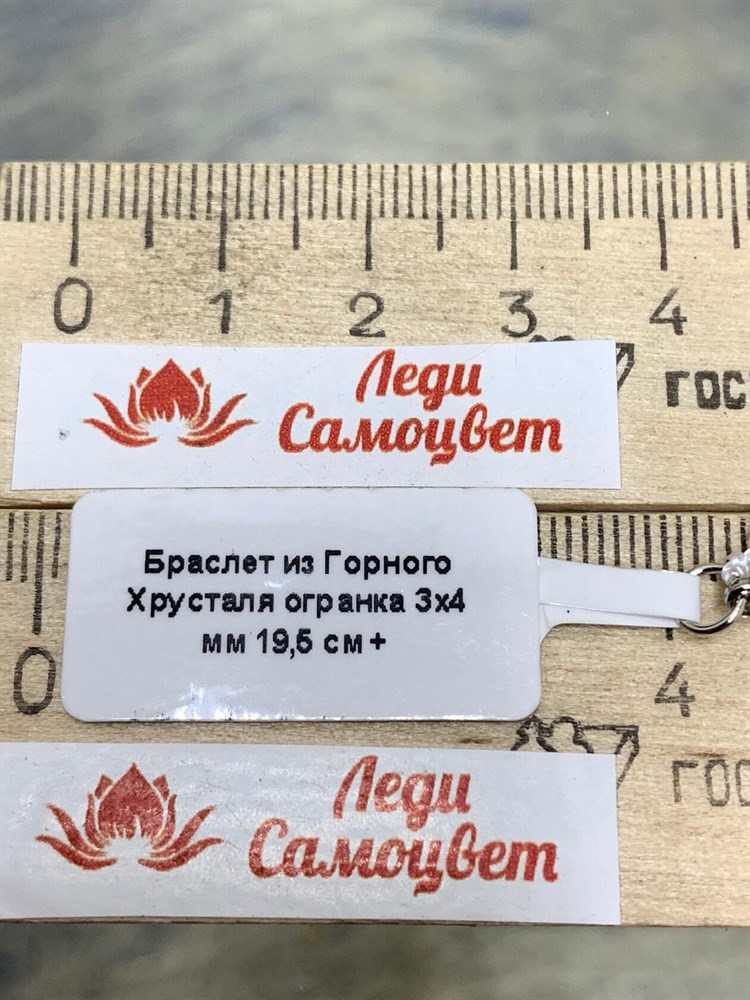 0 1 2 3 4
ГОС
Леди
Самоцвет
Браслет из Горного
Хрусталя огранка 3х4
мм 19,5 см+
0 4
ГОС
Леди
Самоцвет